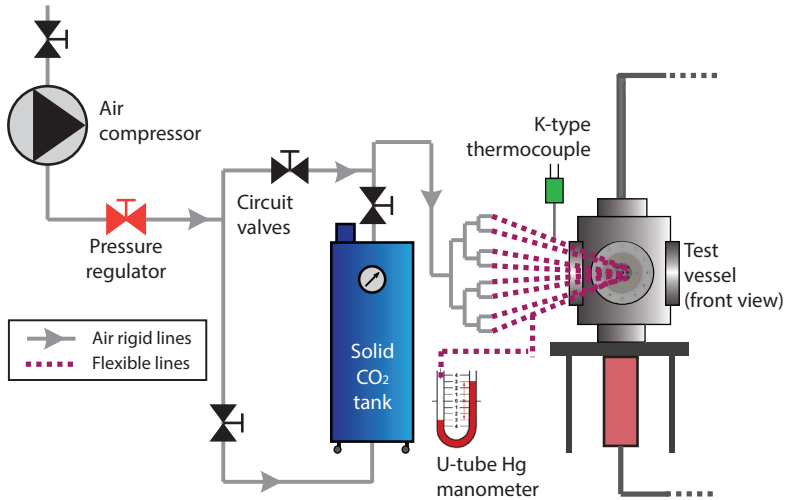 Air
compressor
K-type
thermocouple
Circuit
valves
Pressure
regulator
Test
vessel
(front view)
Air rigid lines
Flexible lines
Solid
CO₂
tank
U-tube Hg
manometer